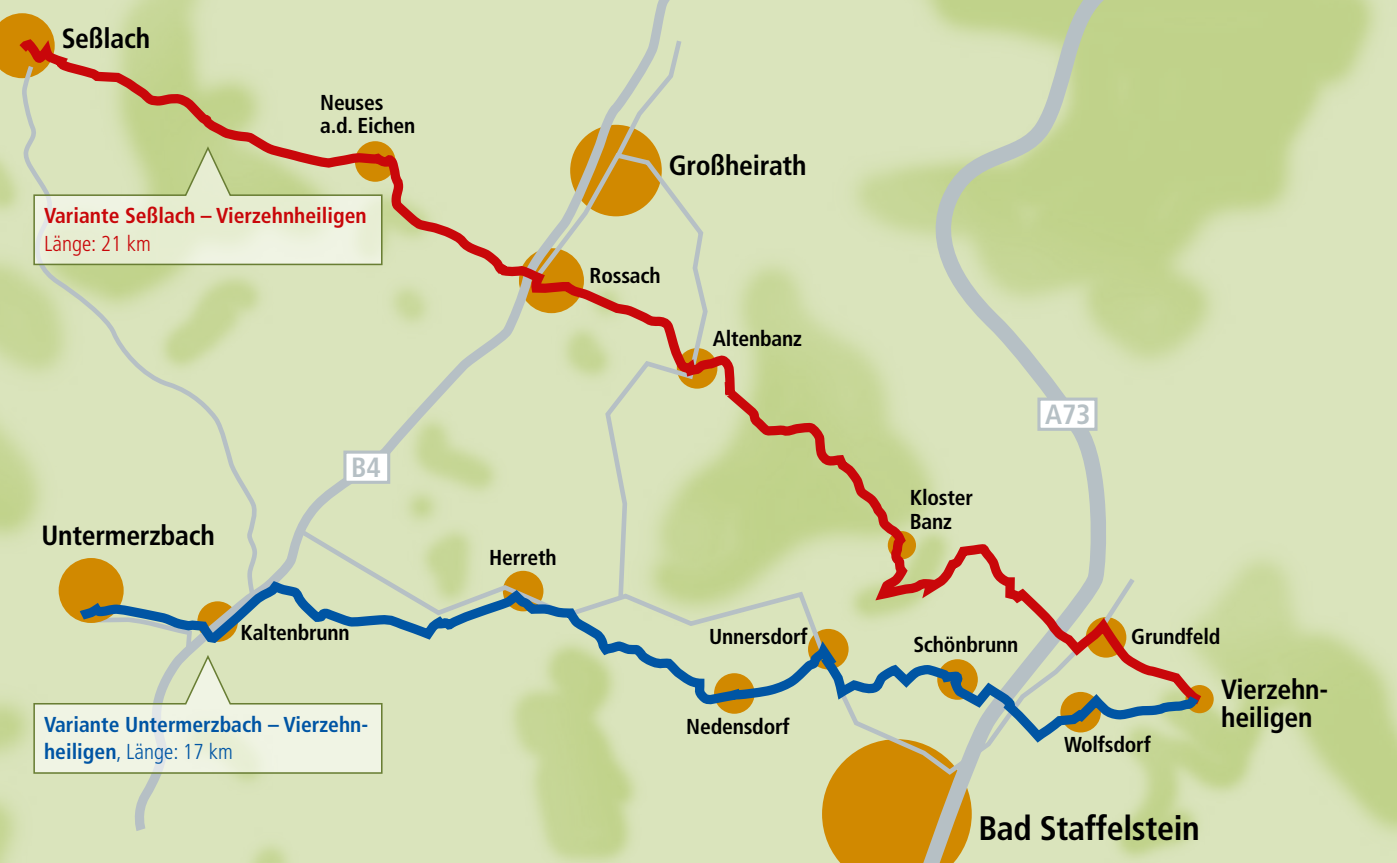 Seßlach
Neuses
a.d. Eichen
Großheirath
Variante Seßlach – Vierzehnheiligen
Länge: 21 km
Rossach
Altenbanz
A73
B4
Kloster
Banz
Untermerzbach
Herreth
Kaltenbrunn
Unnersdorf
Schönbrunn
Grundfeld
Vierzehn-
heiligen
Nedensdorf
Wolfsdorf
Variante Untermerzbach – Vierzehn-
heiligen, Länge: 17 km
Bad Staffelstein